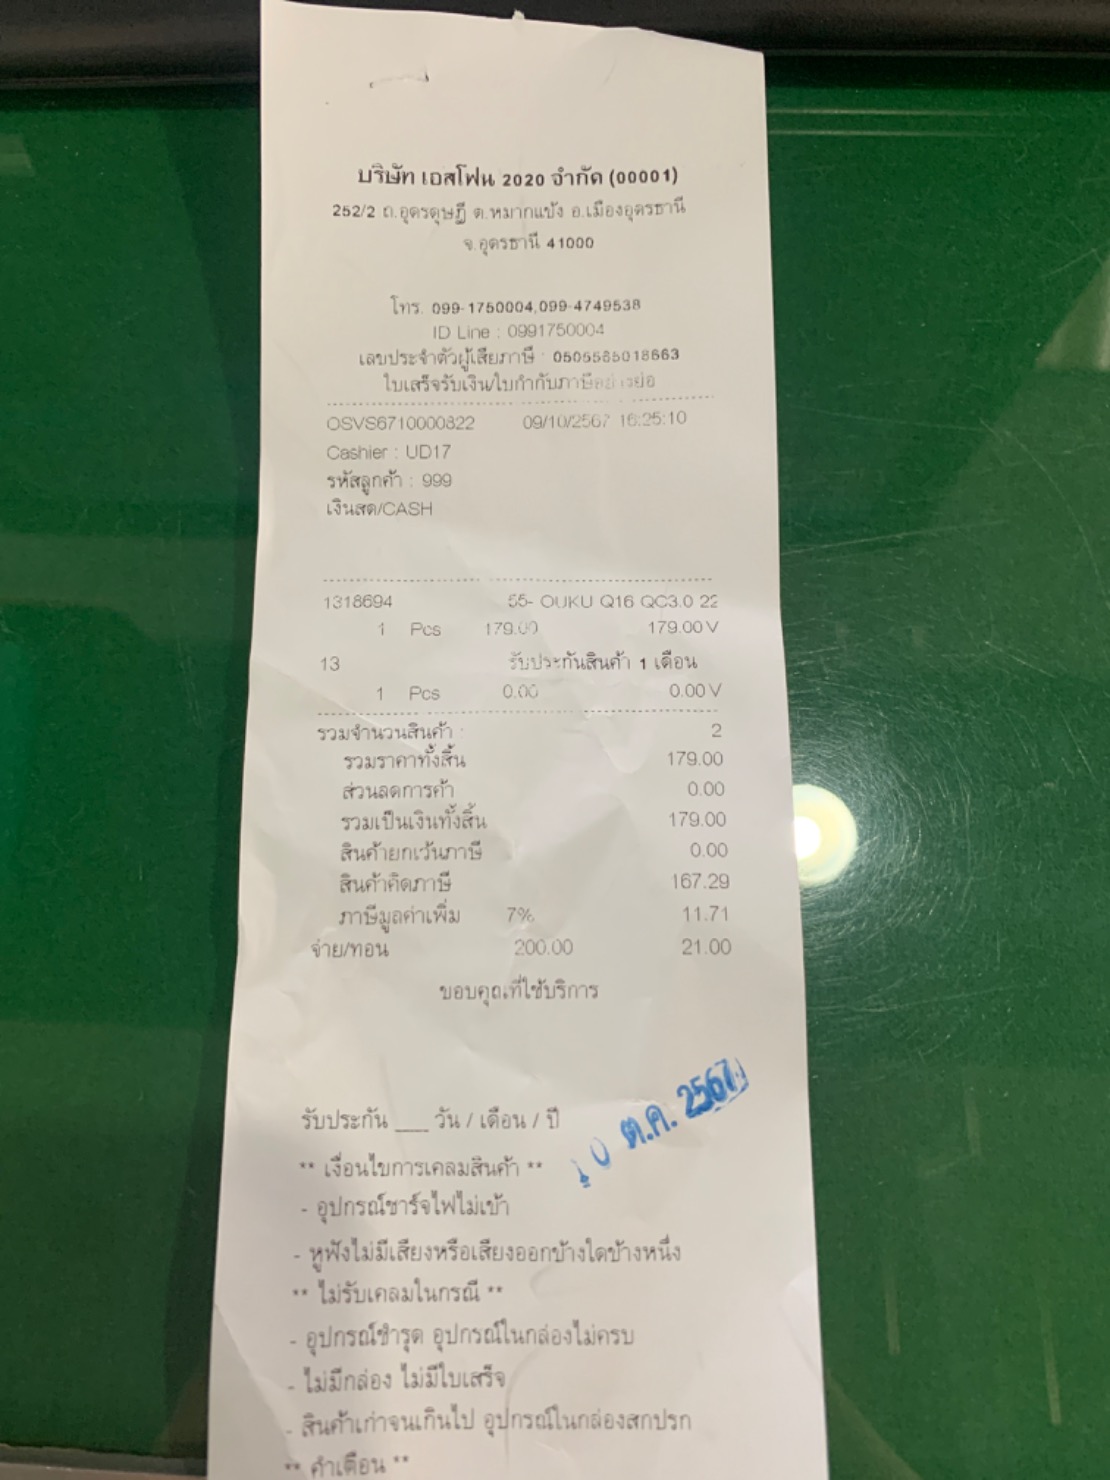 บริษัท เอสโฟน 2020 จำกัด (00001)
252/2 ถ.อุดรดุษฎี ต.หมากแข้ง อ.เมืองอุดรธานี
จ.อุดรธานี 41000
โทร. 099-1750004,099-4749538
ID Line : 0991750004
เลขประจำตัวผู้เสียภาษี : 0505565018663
ใบเสร็จรับเงิน/ใบกำกับภาษีอย่างย่อ
OSVS6710000822 09/10/2567 16:25:10
Cashier : UD17
รหัสลูกค้า : 999
เงินสด/CASH
1318694 55- OUKU Q16 QC3.0 22
1 Pcs 179.00 179.00 V
13 รับประกันสินค้า 1 เดือน
1 Pcs 0.00 0.00 V
รวมจำนวนสินค้า : 2
รวมราคาทั้งสิ้น 179.00
ส่วนลดการค้า 0.00
รวมเป็นเงินทั้งสิ้น 179.00
สินค้ายกเว้นภาษี 0.00
สินค้าคิดภาษี 167.29
ภาษีมูลค่าเพิ่ม 7% 11.71
จ่าย/ทอน 200.00 21.00
ขอบคุณที่ใช้บริการ
10 ต.ค. 2567
รับประกัน ___ วัน / เดือน / ปี
** เงื่อนไขการเคลมสินค้า **
- อุปกรณ์ชาร์จไฟไม่เข้า
- หูฟังไม่มีเสียงหรือเสียงออกข้างใดข้างหนึ่ง
** ไม่รับเคลมในกรณี **
- อุปกรณ์ชำรุด อุปกรณ์ในกล่องไม่ครบ
- ไม่มีกล่อง ไม่มีใบเสร็จ
- สินค้าเก่าจนเกินไป อุปกรณ์ในกล่องสกปรก
** คำเตือน **